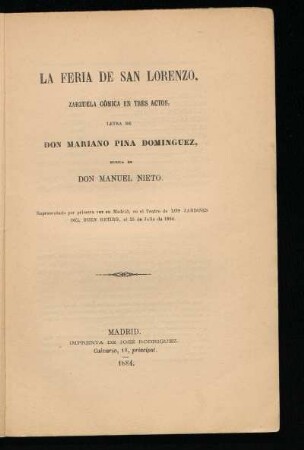 LA FERIA DE SAN LORENZO,
ZARZUELA CÓMICA EN TRES ACTOS,
LETRA DE
DON MARIANO PINA DOMINGUEZ,
MÚSICA DE
DON MANUEL NIETO.
Representada por primera vez en Madrid en el Teatro de LOS JARDINES
DEL BUEN RETIRO, el 25 de Julio de 1884.
MADRID.
IMPRENTA DE JOSÉ RODRIGUEZ.
Calvario, 18, principal.
1884.